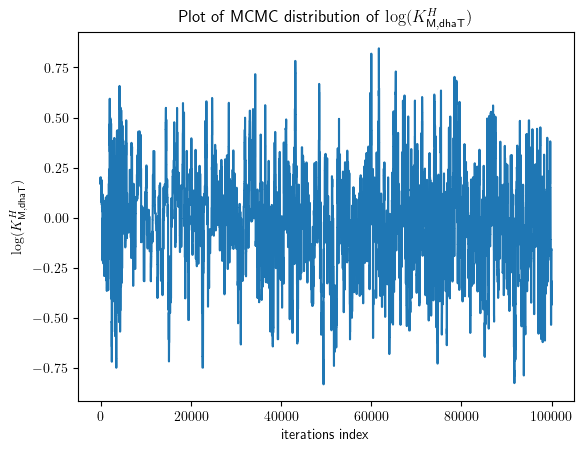 Plot of MCMC distribution of log(K^H_M,dhaT)
log(K^H_M,dhaT)
0.75
0.50
0.25
0.00
−0.25
−0.50
−0.75
0 20000 40000 60000 80000 100000
iterations index